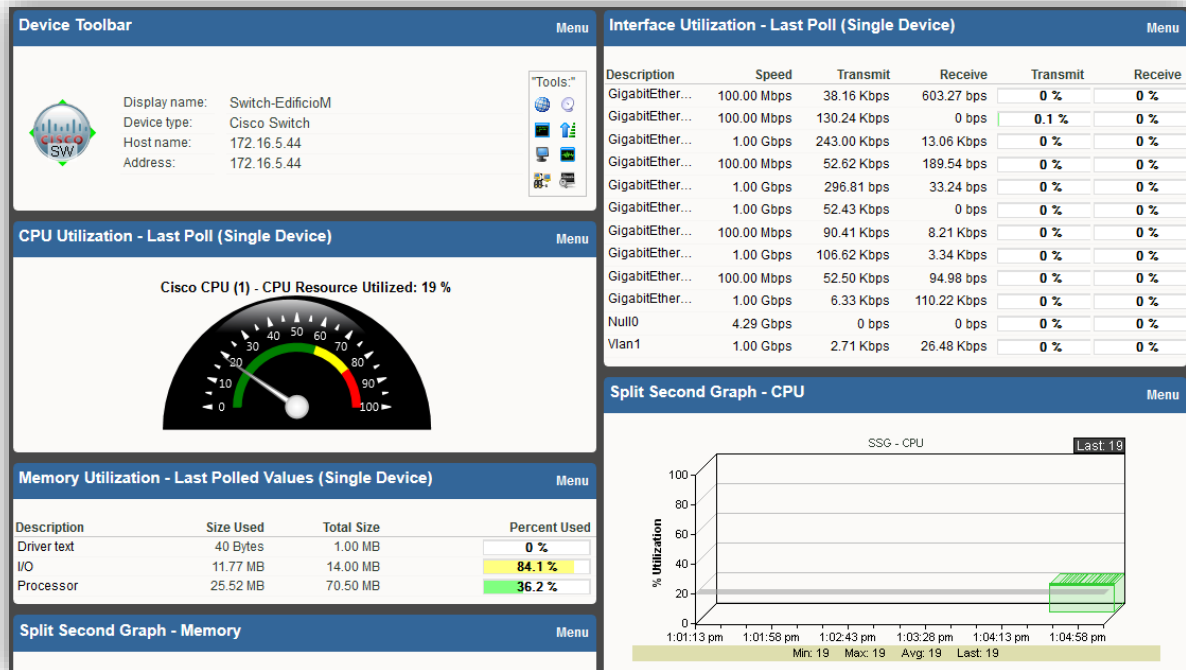 Device Toolbar Menu
"Tools:"
Display name: Switch-EdificioM
Device type: Cisco Switch
Host name: 172.16.5.44
Address: 172.16.5.44
CISCO
SW
CPU Utilization - Last Poll (Single Device) Menu
Cisco CPU (1) - CPU Resource Utilized: 19 %
0 10 20 30 40 50 60 70 80 90 100
Memory Utilization - Last Polled Values (Single Device) Menu
Description Size Used Total Size Percent Used
Driver text 40 Bytes 1.00 MB 0 %
I/O 11.77 MB 14.00 MB 84.1 %
Processor 25.52 MB 70.50 MB 36.2 %
Split Second Graph - Memory Menu
Interface Utilization - Last Poll (Single Device) Menu
Description Speed Transmit Receive Transmit Receive
GigabitEther... 100.00 Mbps 38.16 Kbps 603.27 bps 0 % 0 %
GigabitEther... 100.00 Mbps 130.24 Kbps 0 bps 0.1 % 0 %
GigabitEther... 1.00 Gbps 243.00 Kbps 13.06 Kbps 0 % 0 %
GigabitEther... 100.00 Mbps 52.62 Kbps 189.54 bps 0 % 0 %
GigabitEther... 1.00 Gbps 296.81 bps 33.24 bps 0 % 0 %
GigabitEther... 1.00 Gbps 52.43 Kbps 0 bps 0 % 0 %
GigabitEther... 100.00 Mbps 90.41 Kbps 8.21 Kbps 0 % 0 %
GigabitEther... 1.00 Gbps 106.62 Kbps 3.34 Kbps 0 % 0 %
GigabitEther... 100.00 Mbps 52.50 Kbps 94.98 bps 0 % 0 %
GigabitEther... 1.00 Gbps 6.33 Kbps 110.22 Kbps 0 % 0 %
Null0 4.29 Gbps 0 bps 0 bps 0 % 0 %
Vlan1 1.00 Gbps 2.71 Kbps 26.48 Kbps 0 % 0 %
Split Second Graph - CPU Menu
SSG - CPU
Last: 19
% Utilization
100
80
60
40
20
0
1:01:13 pm 1:01:58 pm 1:02:43 pm 1:03:28 pm 1:04:13 pm 1:04:58 pm
Min: 19 Max: 19 Avg: 19 Last: 19